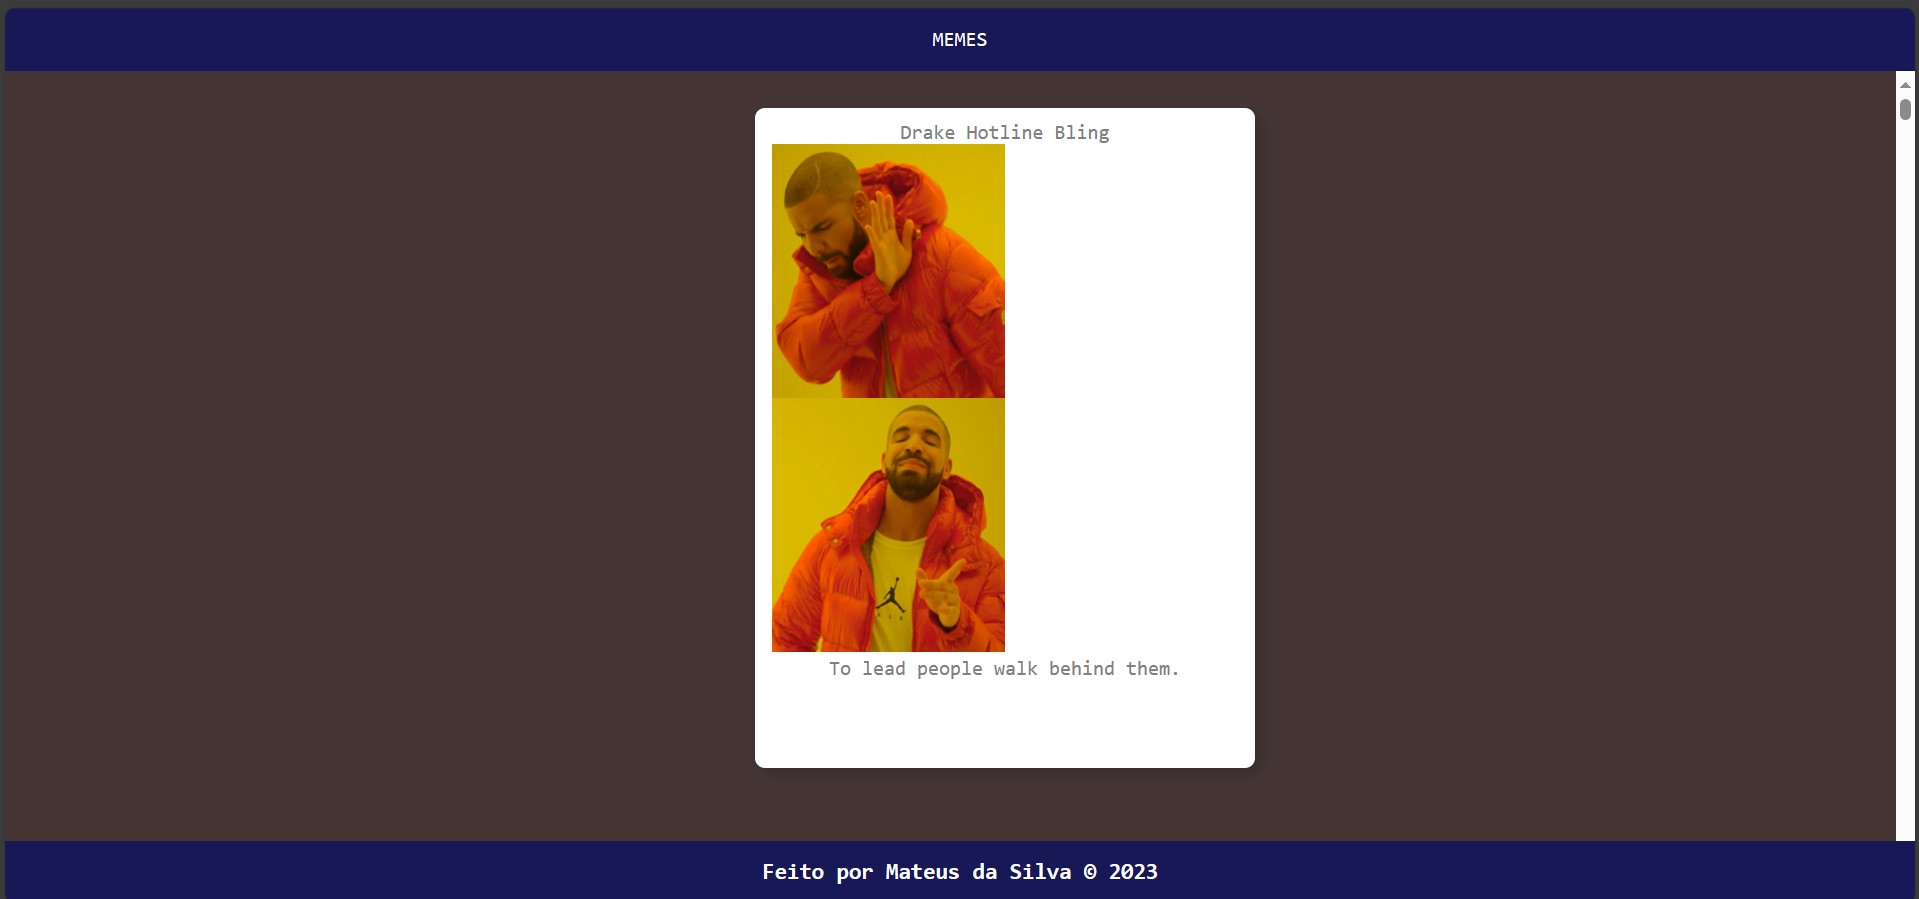 MEMES
Drake Hotline Bling
To lead people walk behind them.
Feito por Mateus da Silva © 2023